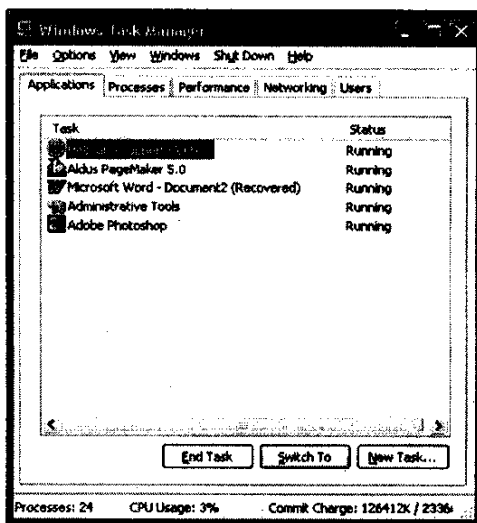 Windows Task Manager
File Options View Windows Shut Down Help
Applications Processes Performance Networking Users
Task Status
Running
Aldus PageMaker 5.0 Running
Microsoft Word - Document2 (Recovered) Running
Administrative Tools Running
Adobe Photoshop Running
End Task Switch To New Task...
Processes: 24 CPU Usage: 3% Commit Charge: 126412K / 2336